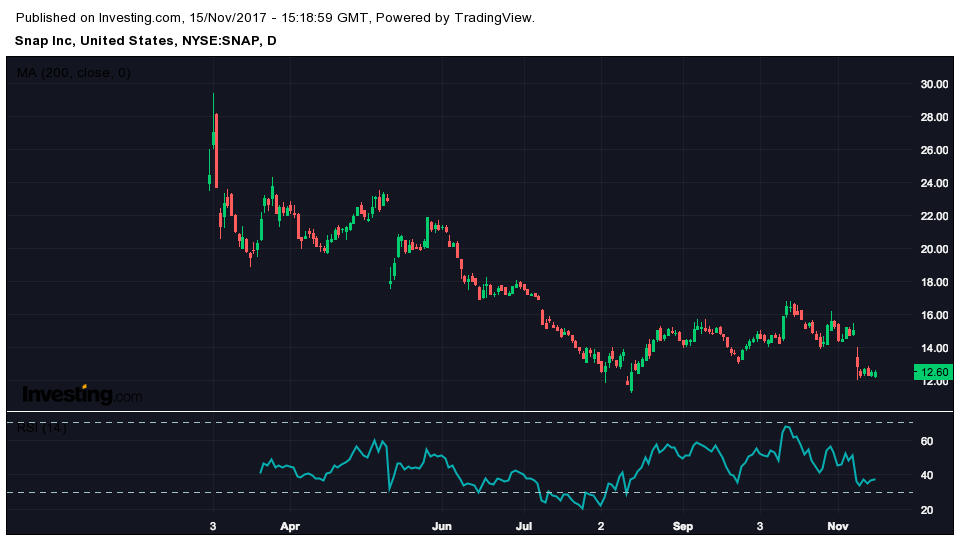 Published on Investing.com, 15/Nov/2017 - 15:18:59 GMT, Powered by TradingView.
Snap Inc, United States, NYSE:SNAP, D
MA (200, close, 0)
30.00
28.00
26.00
24.00
22.00
20.00
18.00
16.00
14.00
12.60
12.00
Investing.com
RSI (14)
60
40
20
3 Apr Jun Jul 2 Sep 3 Nov